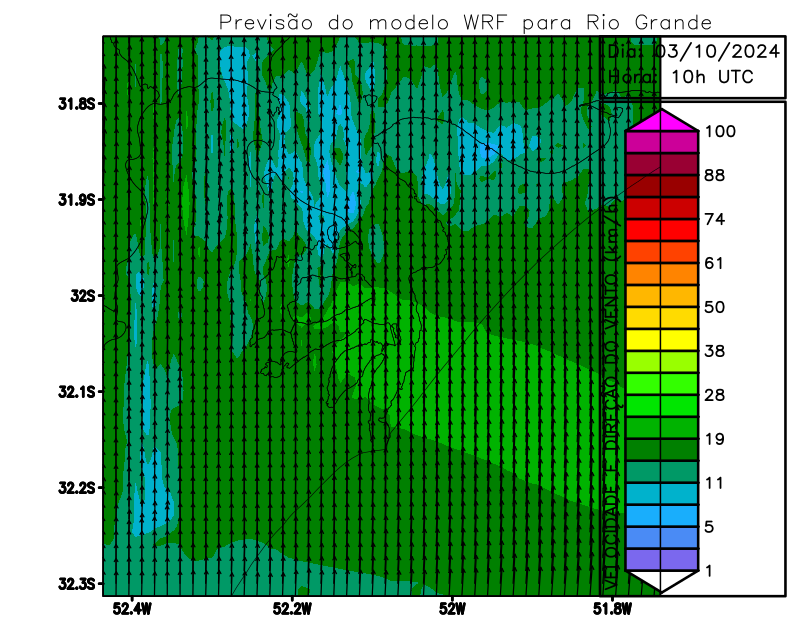 Previsão do modelo WRF para Rio Grande
Dia: 03/10/2024
Hora: 10h UTC
31.8S
31.9S
32S
32.1S
32.2S
32.3S
52.4W
52.2W
52W
51.8W
VELOCIDADE E DIREÇÃO DO VENTO (km/h)
100
88
74
61
50
38
28
19
11
5
1